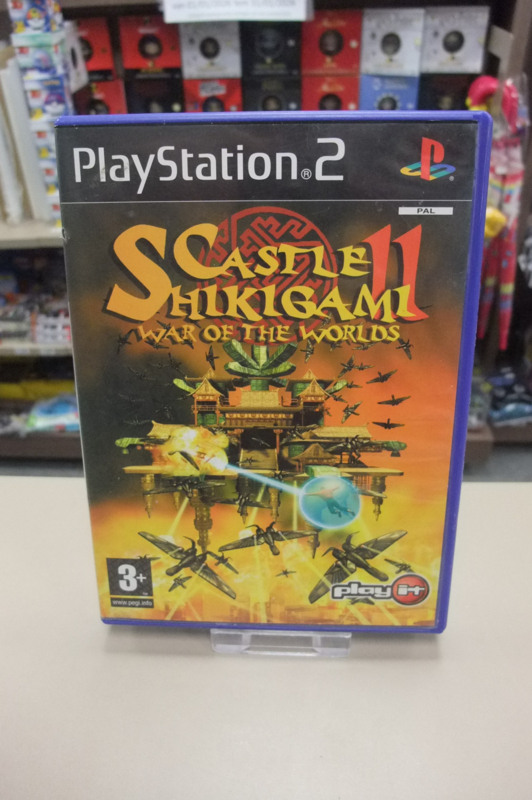 PlayStation®2
PAL
Castle
Shikigami II
War of the Worlds
3+
www.pegi.info
play it